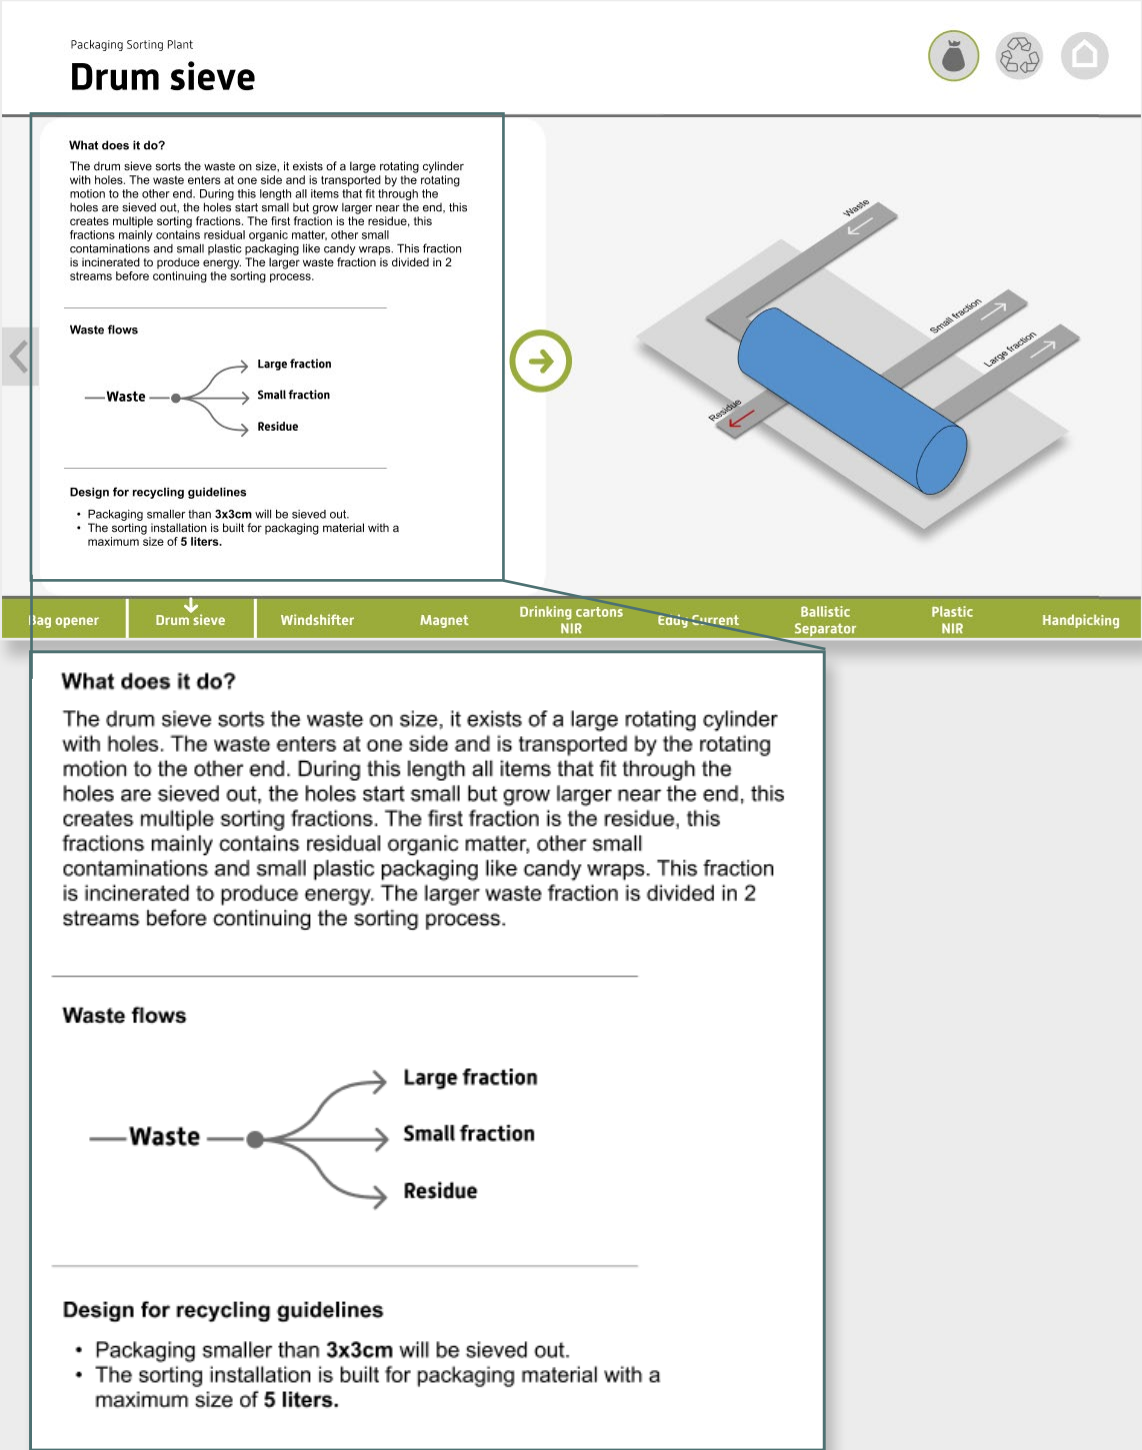 Packaging Sorting Plant
Drum sieve
What does it do?
The drum sieve sorts the waste on size, it exists of a large rotating cylinder
with holes. The waste enters at one side and is transported by the rotating
motion to the other end. During this length all items that fit through the
holes are sieved out, the holes start small but grow larger near the end, this
creates multiple sorting fractions. The first fraction is the residue, this
fractions mainly contains residual organic matter, other small
contaminations and small plastic packaging like candy wraps. This fraction
is incinerated to produce energy. The larger waste fraction is divided in 2
streams before continuing the sorting process.
Waste flows
Large fraction
Waste
Small fraction
Residue
Design for recycling guidelines
• Packaging smaller than 3x3cm will be sieved out.
• The sorting installation is built for packaging material with a
maximum size of 5 liters.
Waste
Small fraction
Large fraction
Residue
Bag opener
Drum sieve
Windshifter
Magnet
Drinking cartons
NIR
Eddy Current
Ballistic
Separator
Plastic
NIR
Handpicking
What does it do?
The drum sieve sorts the waste on size, it exists of a large rotating cylinder
with holes. The waste enters at one side and is transported by the rotating
motion to the other end. During this length all items that fit through the
holes are sieved out, the holes start small but grow larger near the end, this
creates multiple sorting fractions. The first fraction is the residue, this
fractions mainly contains residual organic matter, other small
contaminations and small plastic packaging like candy wraps. This fraction
is incinerated to produce energy. The larger waste fraction is divided in 2
streams before continuing the sorting process.
Waste flows
Large fraction
Waste
Small fraction
Residue
Design for recycling guidelines
• Packaging smaller than 3x3cm will be sieved out.
• The sorting installation is built for packaging material with a
maximum size of 5 liters.